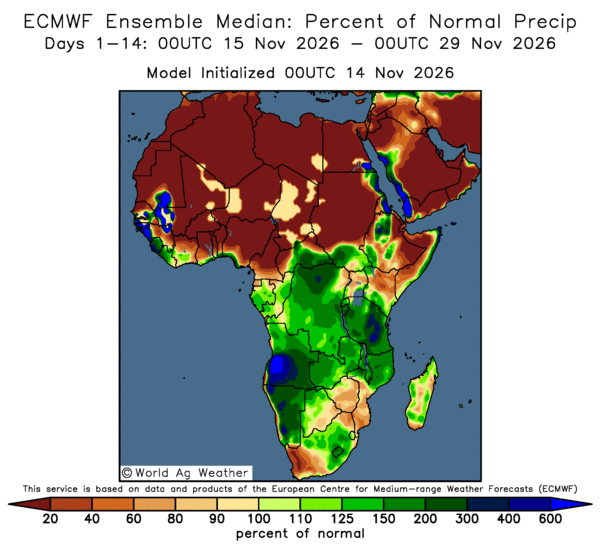 ECMWF Ensemble Median: Percent of Normal Precip
Days 1−14: 00UTC 15 Nov 2026 − 00UTC 29 Nov 2026
Model Initialized 00UTC 14 Nov 2026
© World Ag Weather
This service is based on data and products of the European Centre for Medium-range Weather Forecasts (ECMWF)
20 40 60 80 90 100 110 125 150 200 300 400 600
percent of normal